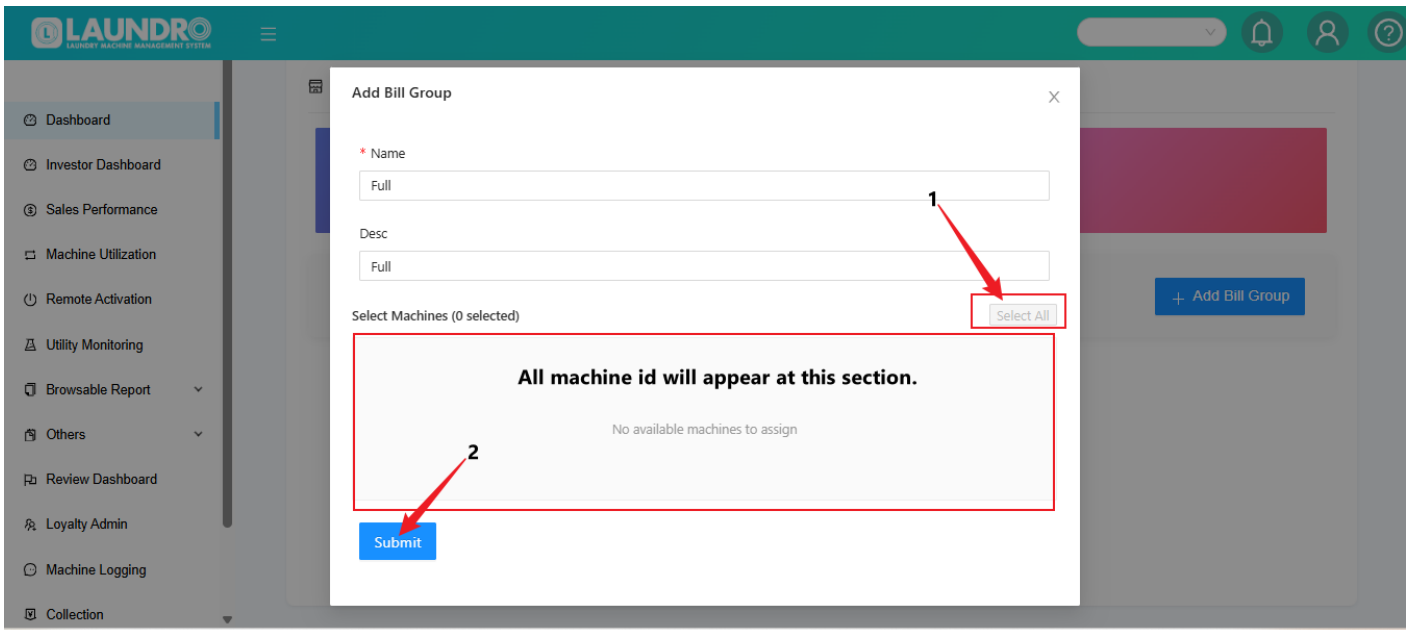 LAUNDRO
LAUNDRY MACHINE MANAGEMENT SYSTEM
Dashboard
Investor Dashboard
Sales Performance
Machine Utilization
Remote Activation
Utility Monitoring
Browsable Report
Others
Review Dashboard
Loyalty Admin
Machine Logging
Collection
Add Bill Group
* Name
Full
1
Desc
Full
Select Machines (0 selected)
Select All
All machine id will appear at this section.
No available machines to assign
2
Submit
+ Add Bill Group